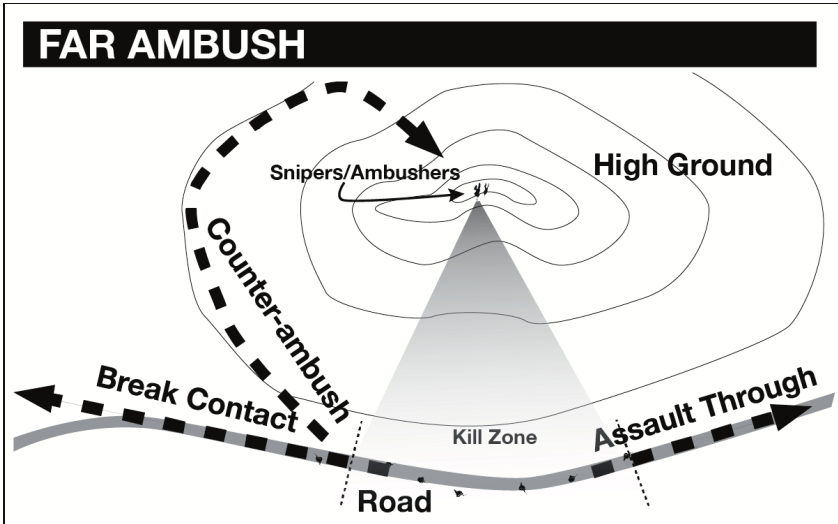 FAR AMBUSH
High Ground
Snipers/Ambushers
Counter-ambush
Break Contact
Assault Through
Kill Zone
Road